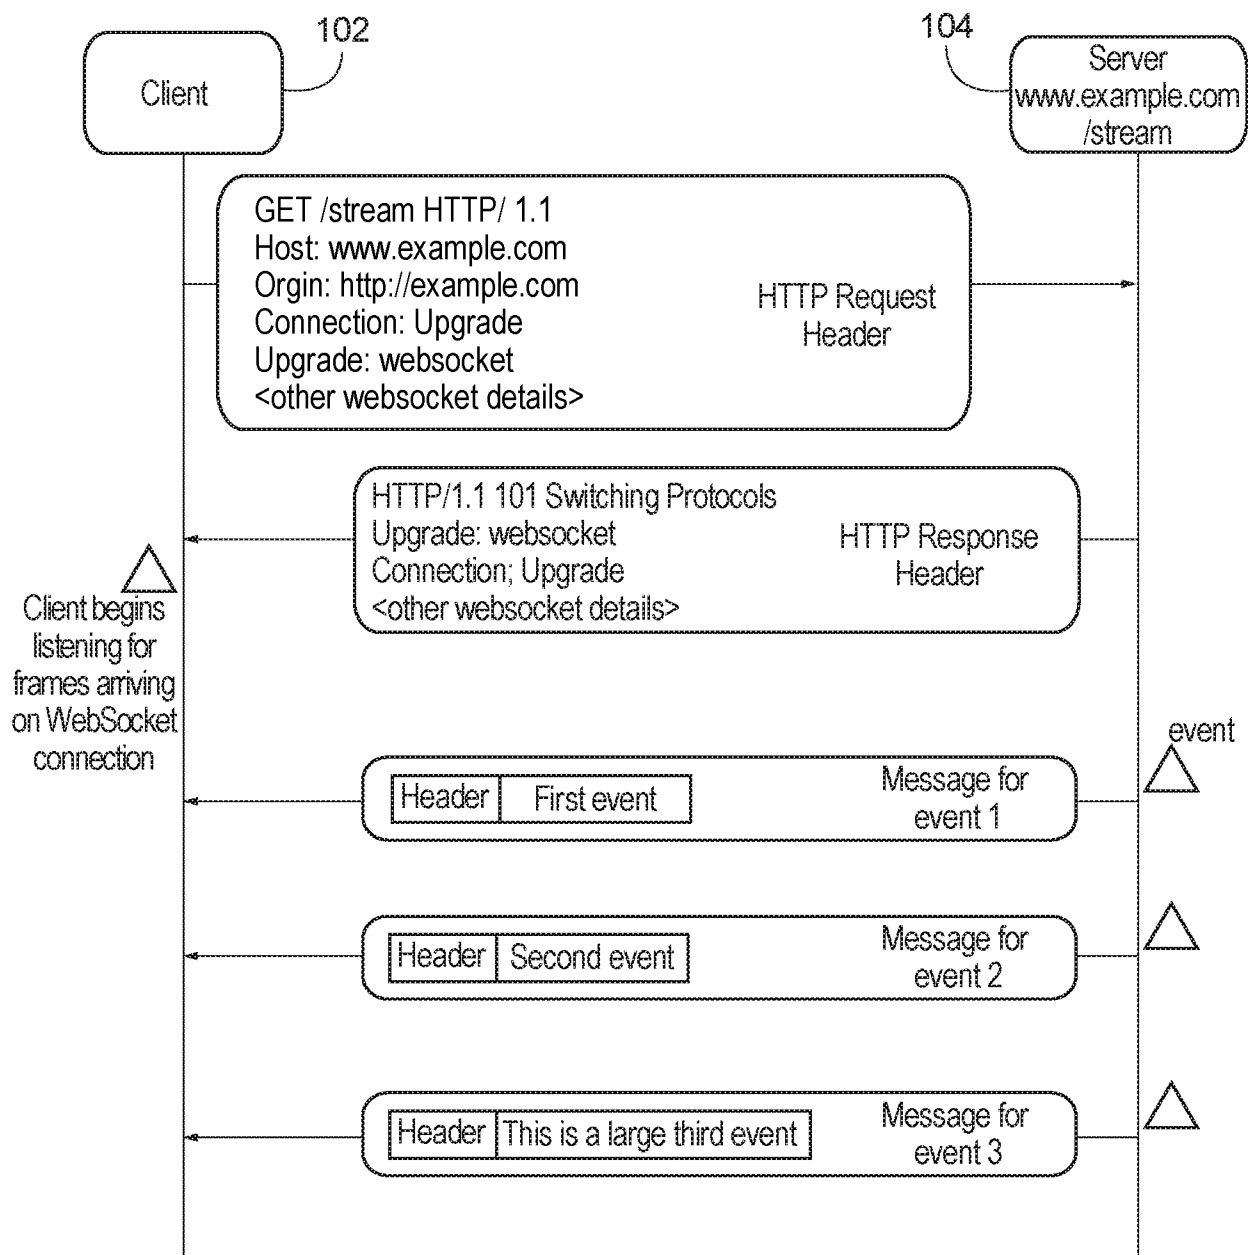 102
104
Client
Server
www.example.com
/stream
GET /stream HTTP/ 1.1
Host: www.example.com
Orgin: http://example.com
Connection: Upgrade
Upgrade: websocket
<other websocket details>
HTTP Request
Header
HTTP/1.1 101 Switching Protocols
Upgrade: websocket
Connection; Upgrade
<other websocket details>
HTTP Response
Header
Client begins
listening for
frames arriving
on WebSocket
connection
event
Header First event
Message for
event 1
Header Second event
Message for
event 2
Header This is a large third event
Message for
event 3